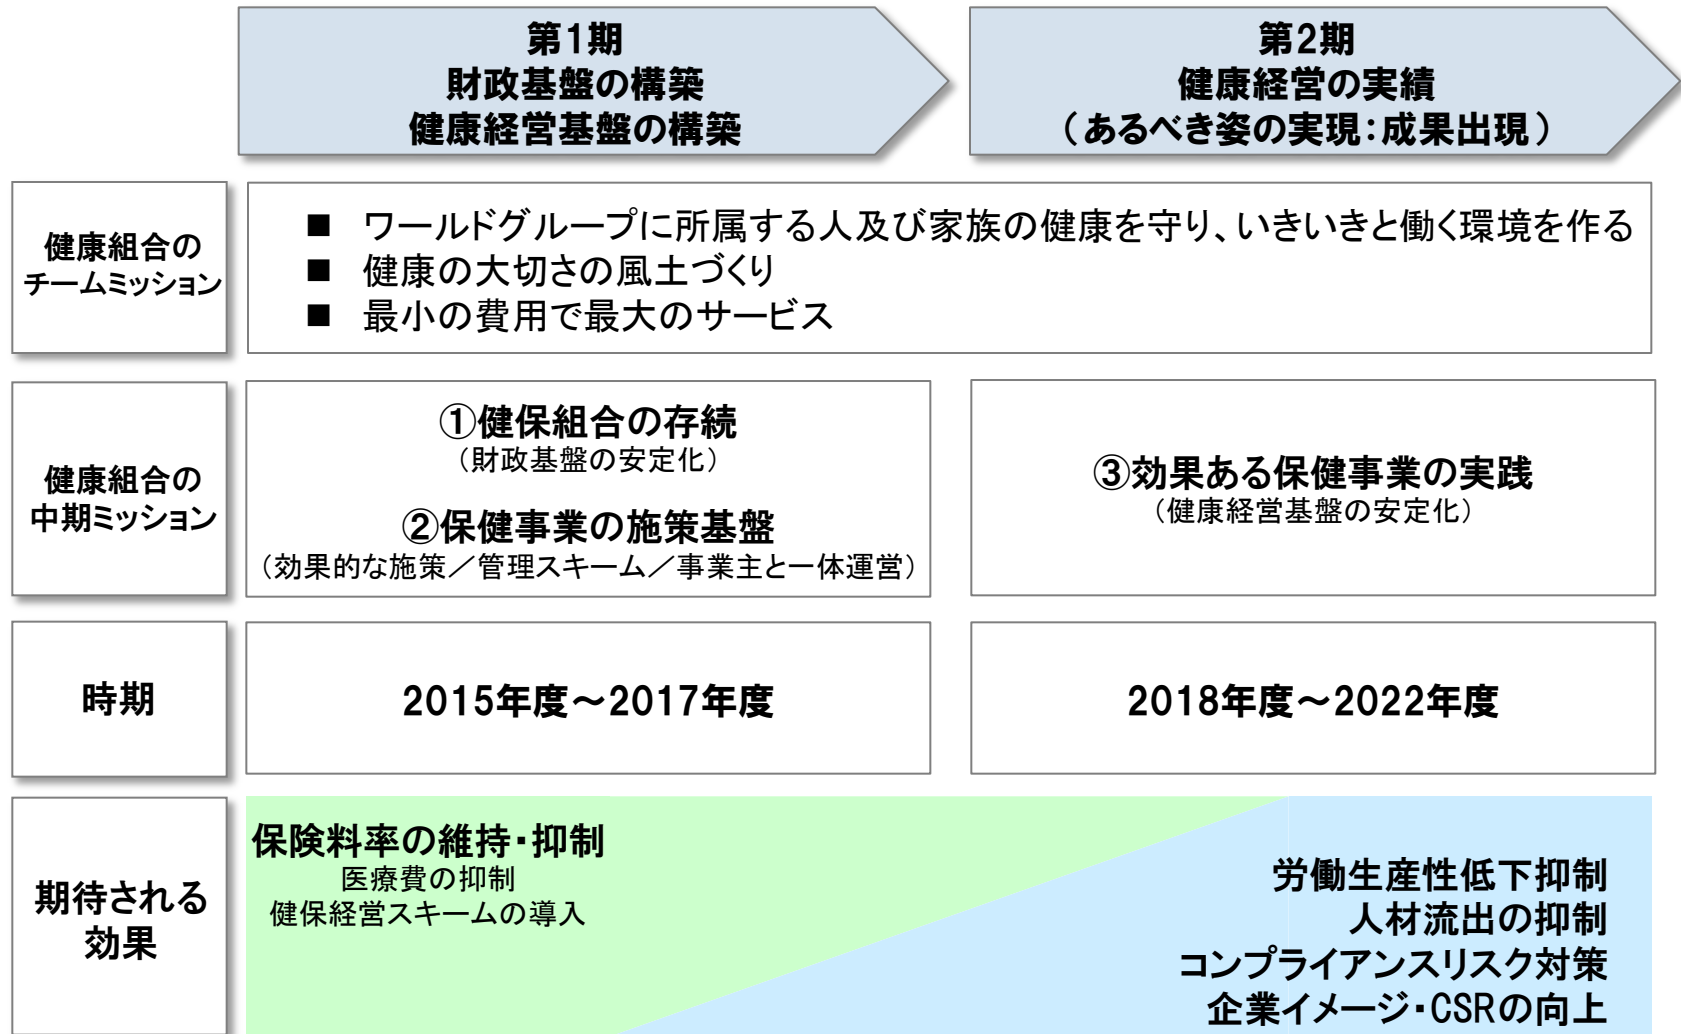 第1期
財政基盤の構築
健康経営基盤の構築
第2期
健康経営の実績
（あるべき姿の実現：成果出現）
健康組合の
チームミッション
■ ワールドグループに所属する人及び家族の健康を守り、いきいきと働く環境を作る
■ 健康の大切さの風土づくり
■ 最小の費用で最大のサービス
健康組合の
中期ミッション
①健保組合の存続
（財政基盤の安定化）
②保健事業の施策基盤
（効果的な施策／管理スキーム／事業主と一体運営）
③効果ある保健事業の実践
（健康経営基盤の安定化）
時期
2015年度～2017年度
2018年度～2022年度
期待される
効果
保険料率の維持・抑制
医療費の抑制
健保経営スキームの導入
労働生産性低下抑制
人材流出の抑制
コンプライアンスリスク対策
企業イメージ・CSRの向上